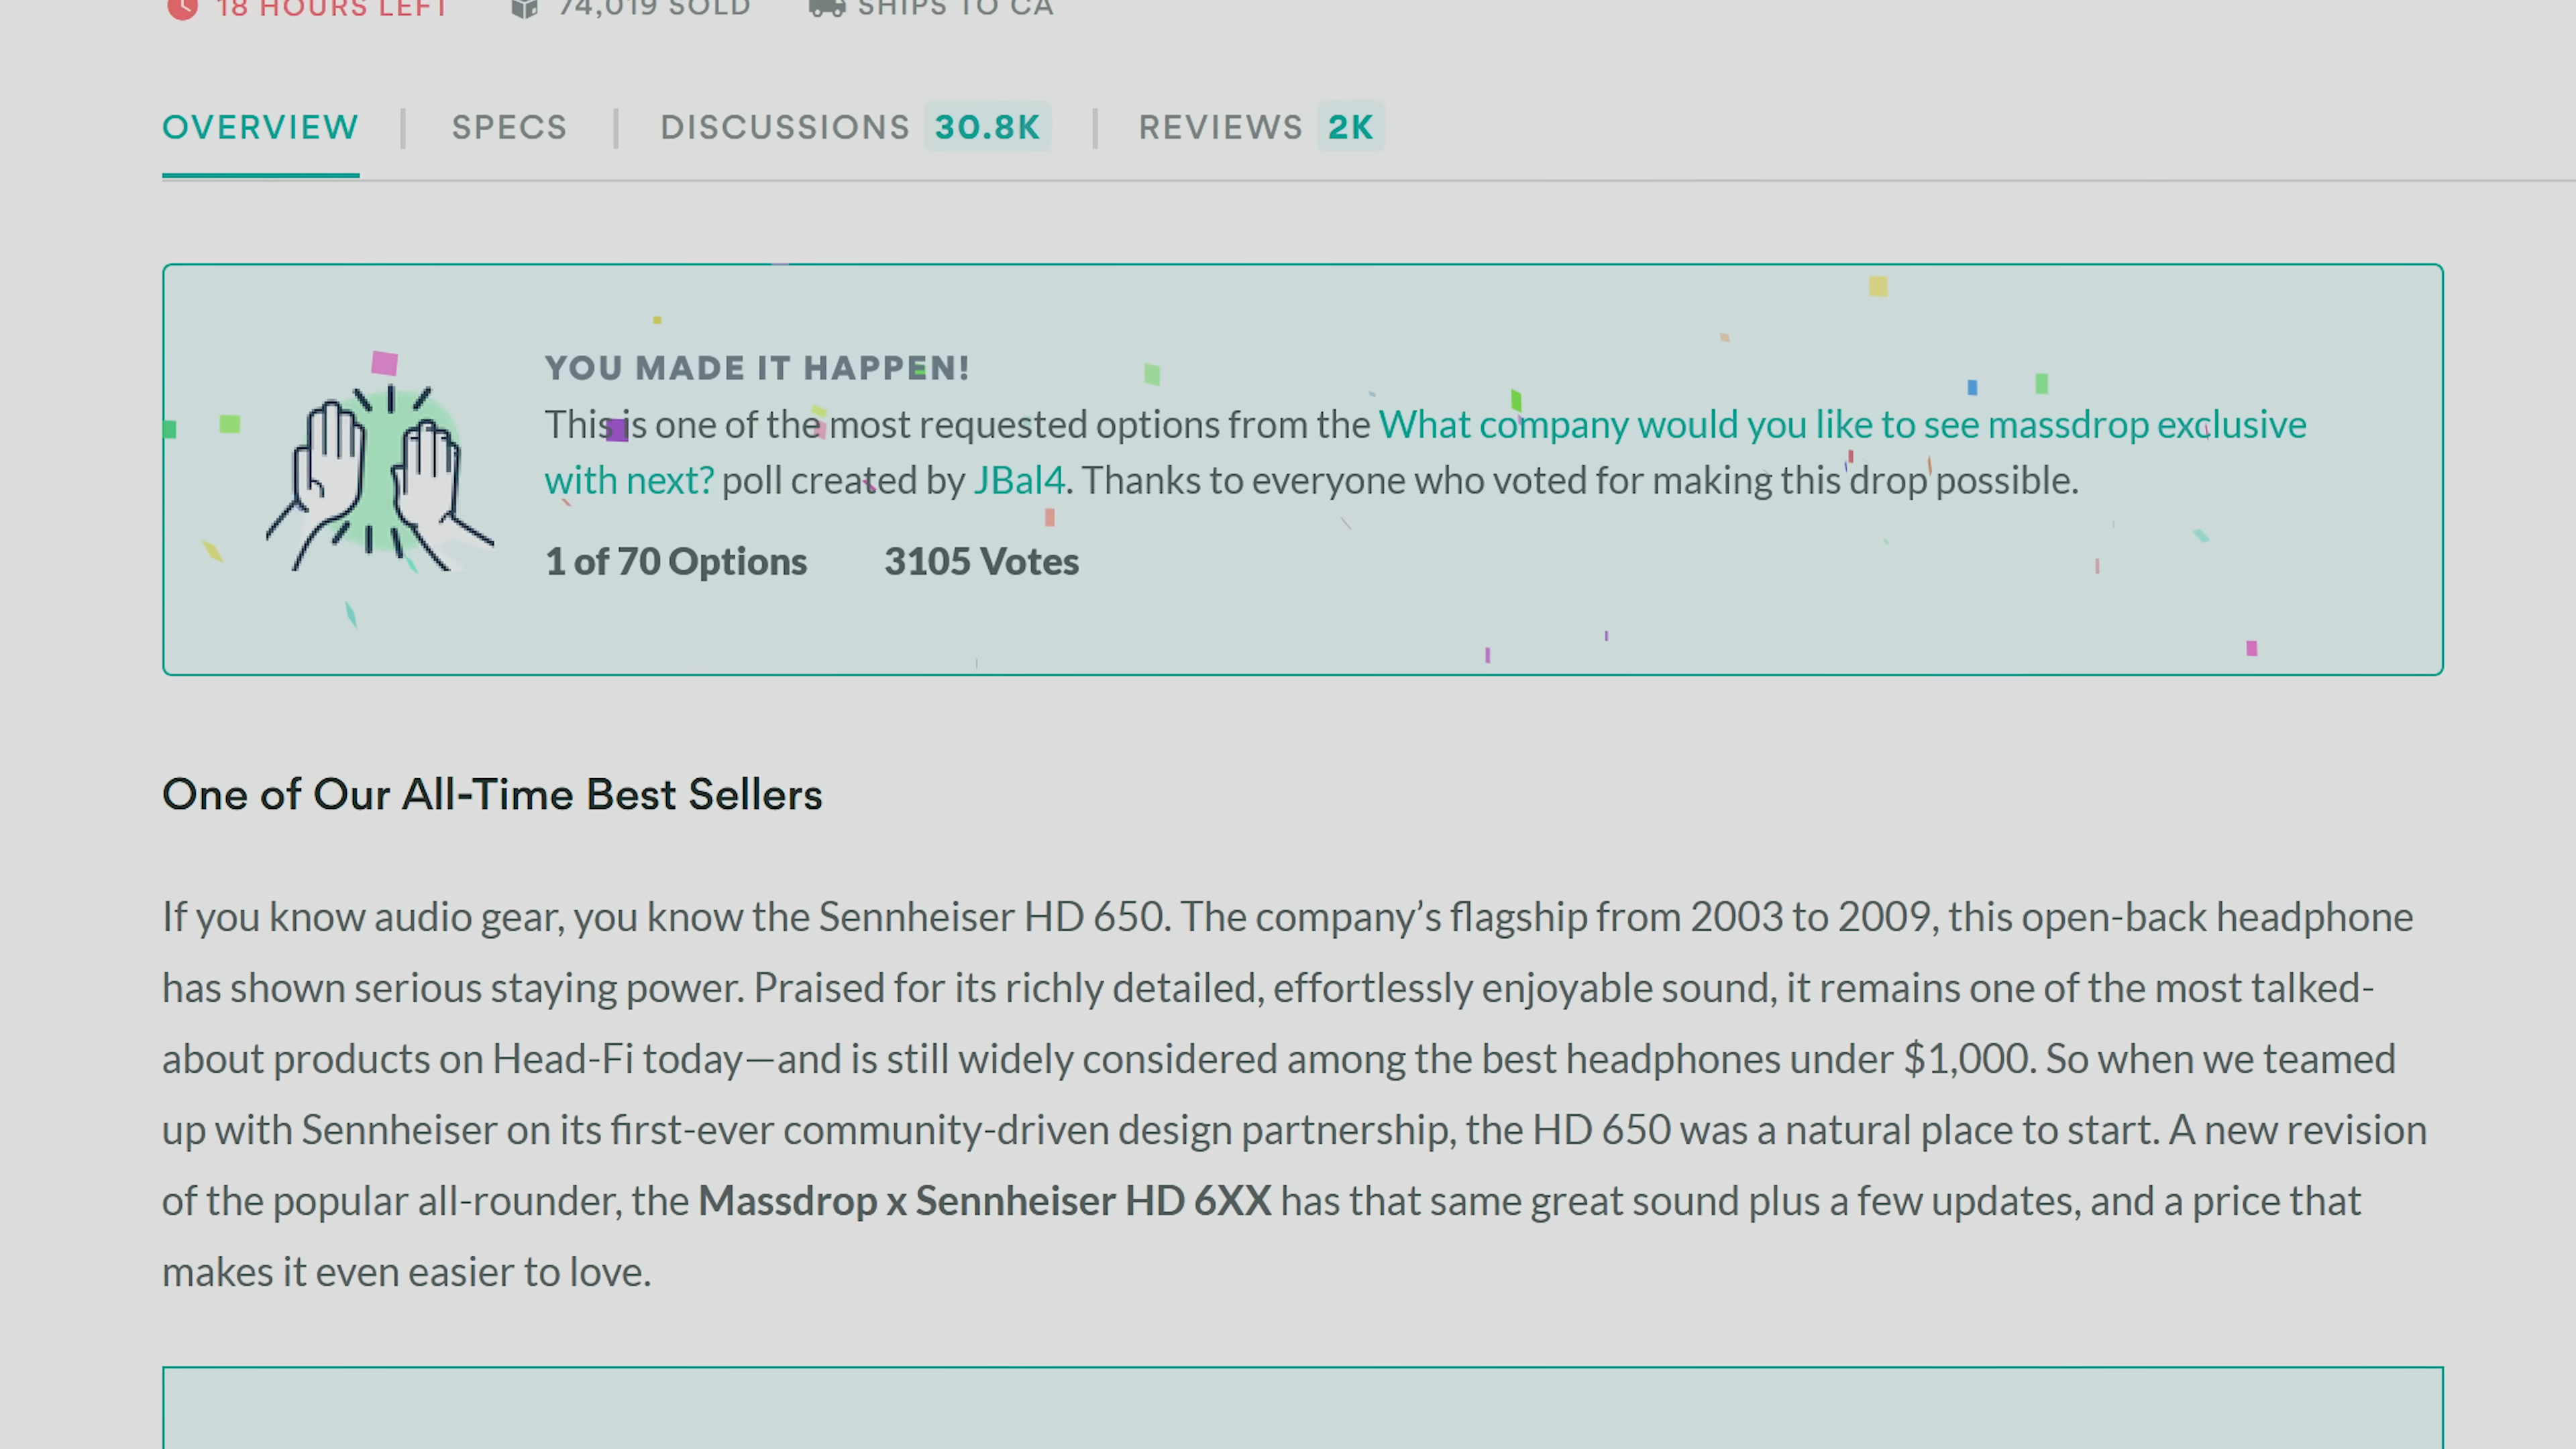 18 HOURS LEFT 74,019 SOLD SHIPS TO CA
OVERVIEW SPECS DISCUSSIONS 30.8K REVIEWS 2K
YOU MADE IT HAPPEN!
This is one of the most requested options from the What company would you like to see massdrop exclusive
with next? poll created by JBal4. Thanks to everyone who voted for making this drop possible.
1 of 70 Options 3105 Votes
One of Our All-Time Best Sellers
If you know audio gear, you know the Sennheiser HD 650. The company’s flagship from 2003 to 2009, this open-back headphone
has shown serious staying power. Praised for its richly detailed, effortlessly enjoyable sound, it remains one of the most talked-
about products on Head-Fi today—and is still widely considered among the best headphones under $1,000. So when we teamed
up with Sennheiser on its first-ever community-driven design partnership, the HD 650 was a natural place to start. A new revision
of the popular all-rounder, the Massdrop x Sennheiser HD 6XX has that same great sound plus a few updates, and a price that
makes it even easier to love.